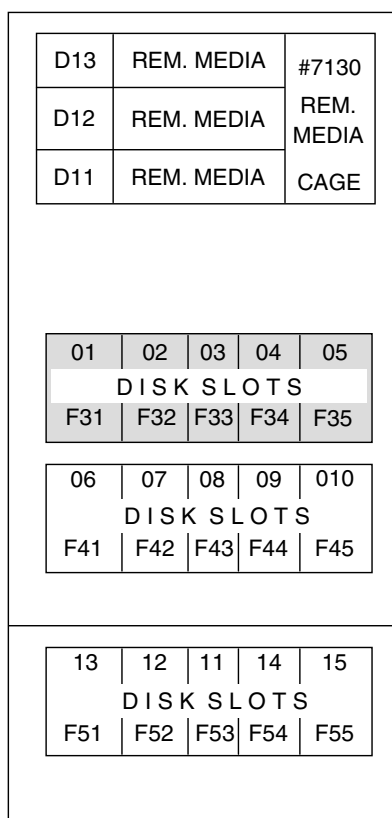 D13 REM. MEDIA #7130
D12 REM. MEDIA REM. MEDIA
D11 REM. MEDIA CAGE
01 02 03 04 05
DISK SLOTS
F31 F32 F33 F34 F35
06 07 08 09 010
DISK SLOTS
F41 F42 F43 F44 F45
13 12 11 14 15
DISK SLOTS
F51 F52 F53 F54 F55